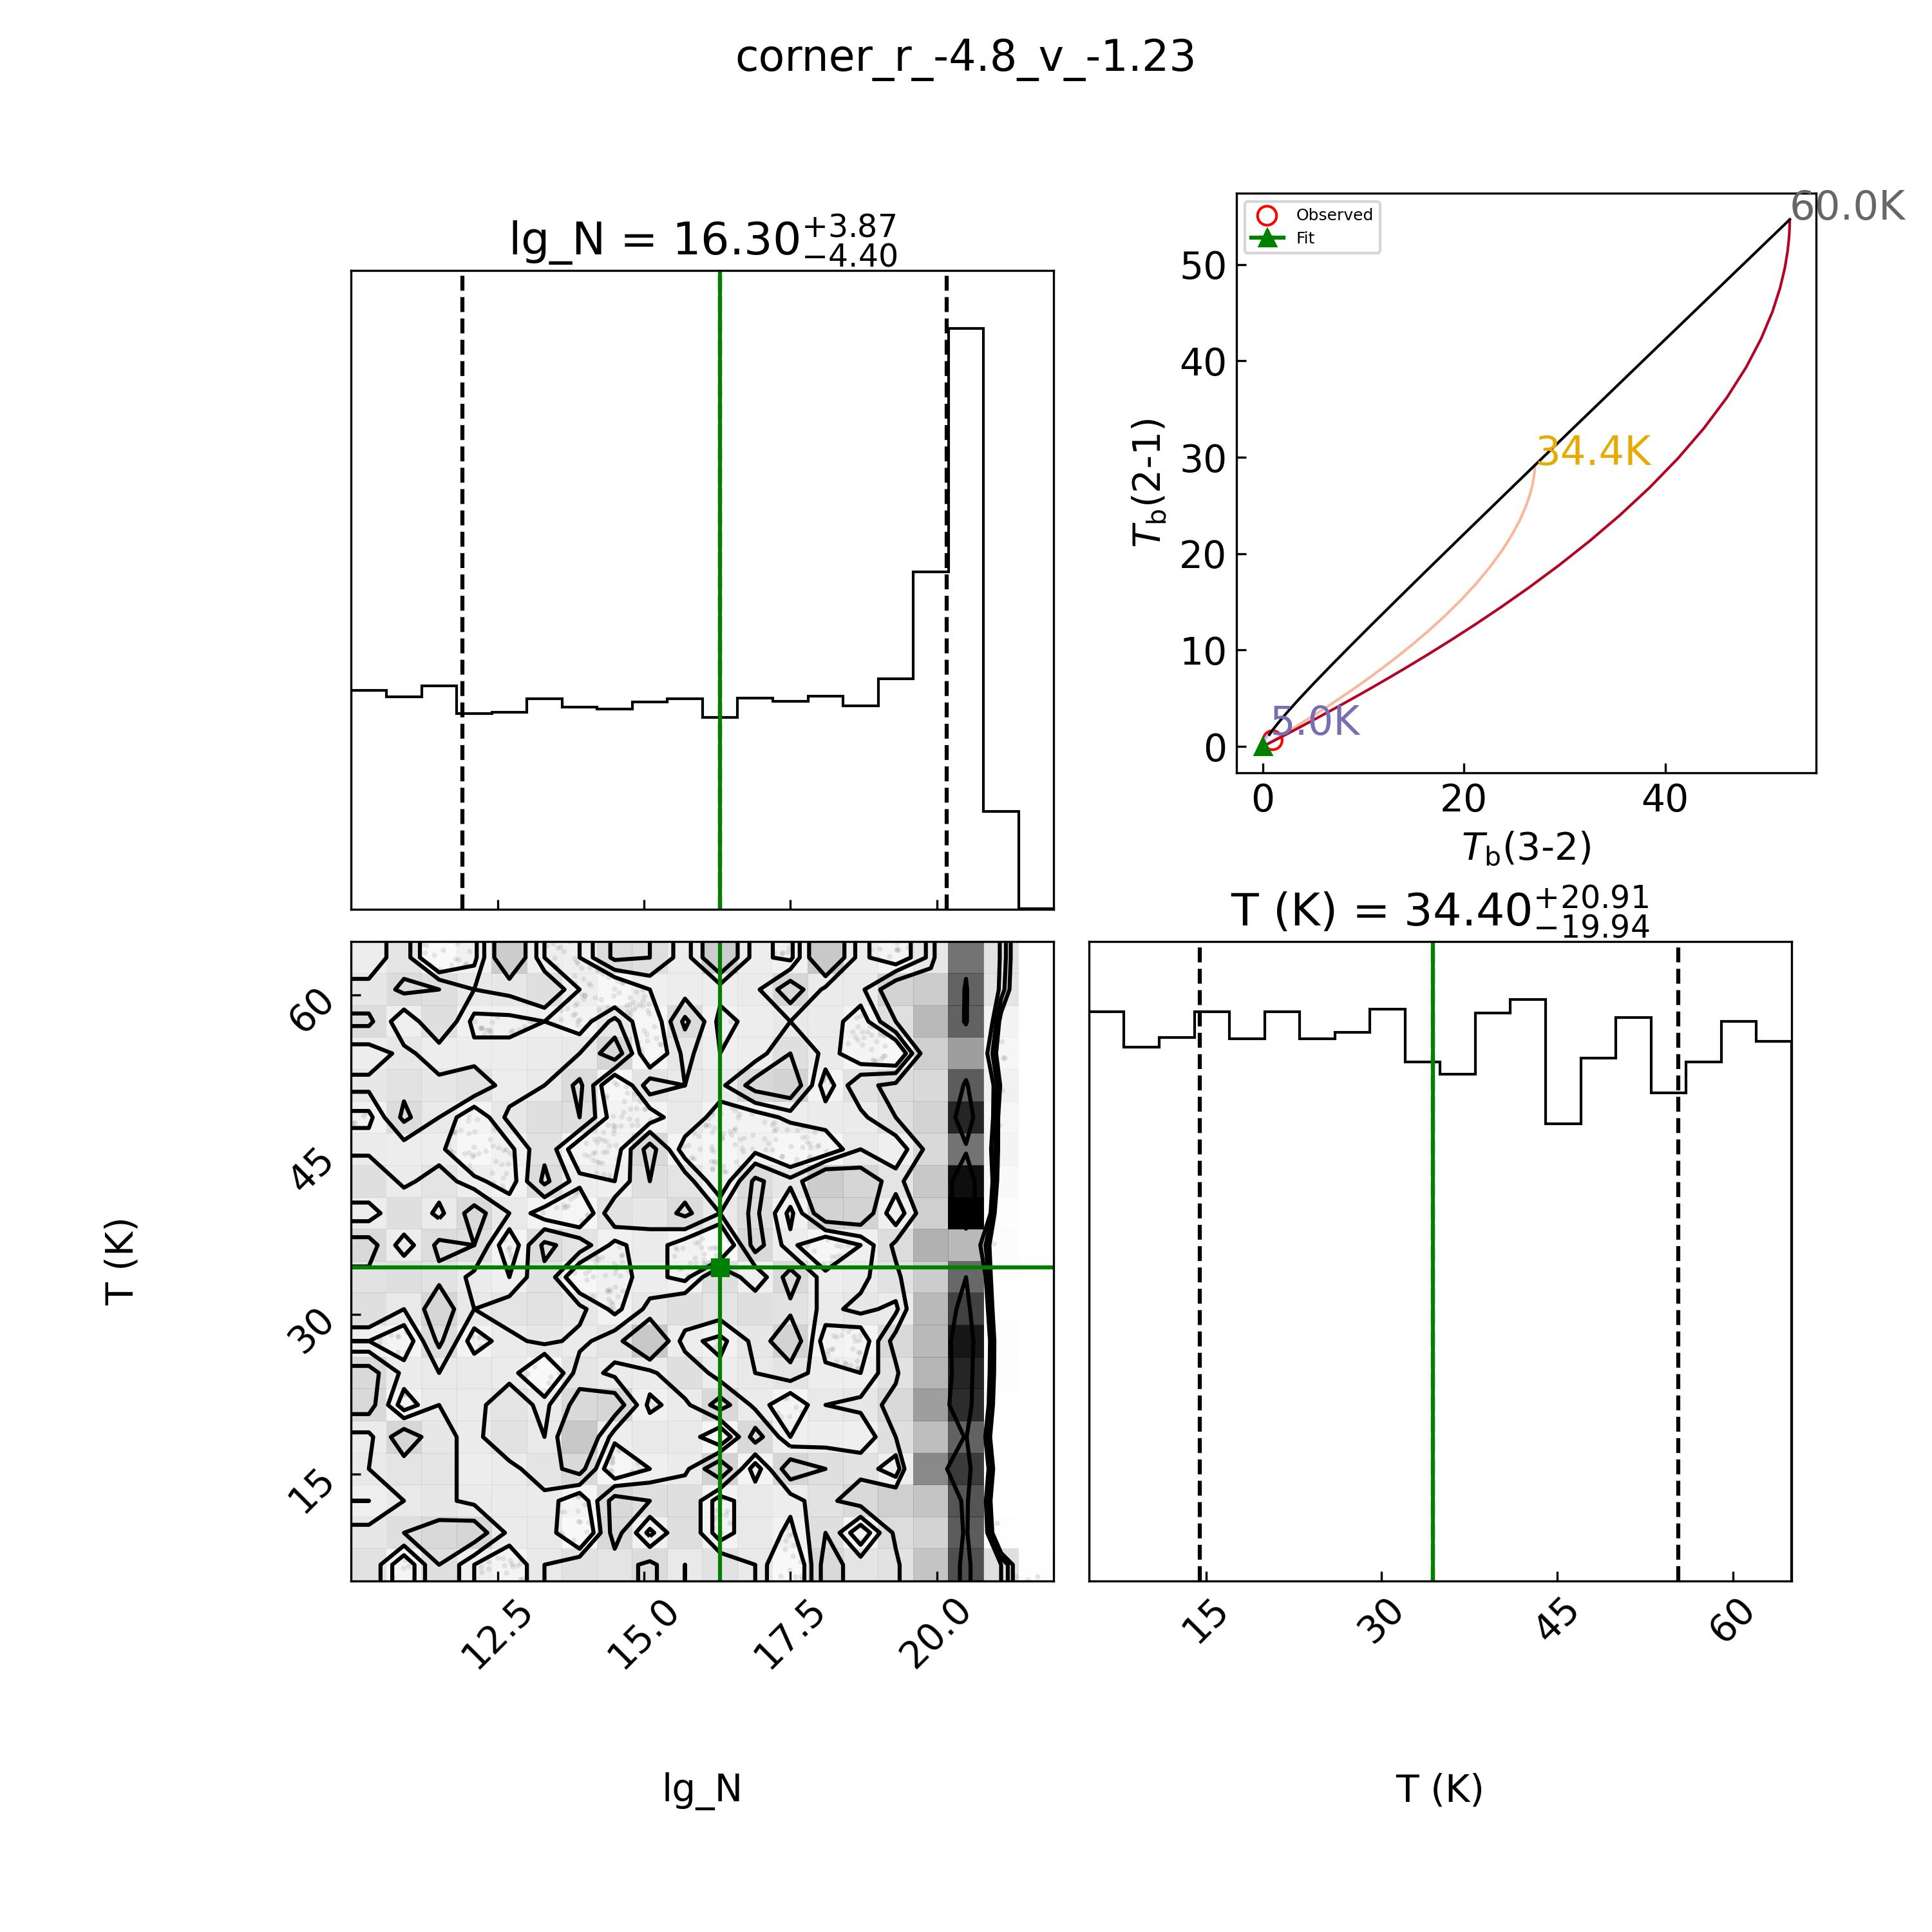 corner_r_-4.8_v_-1.23
lg_N = 16.30+3.87−4.40
60.0K
Observed
Fit
50
40
30
20
10
0
34.4K
5.0K
Tb(2-1)
0 20 40
Tb(3-2)
T (K) = 34.40+20.91−19.94
60
45
30
15
T (K)
12.5 15.0 17.5 20.0
15 30 45 60
lg_N
T (K)